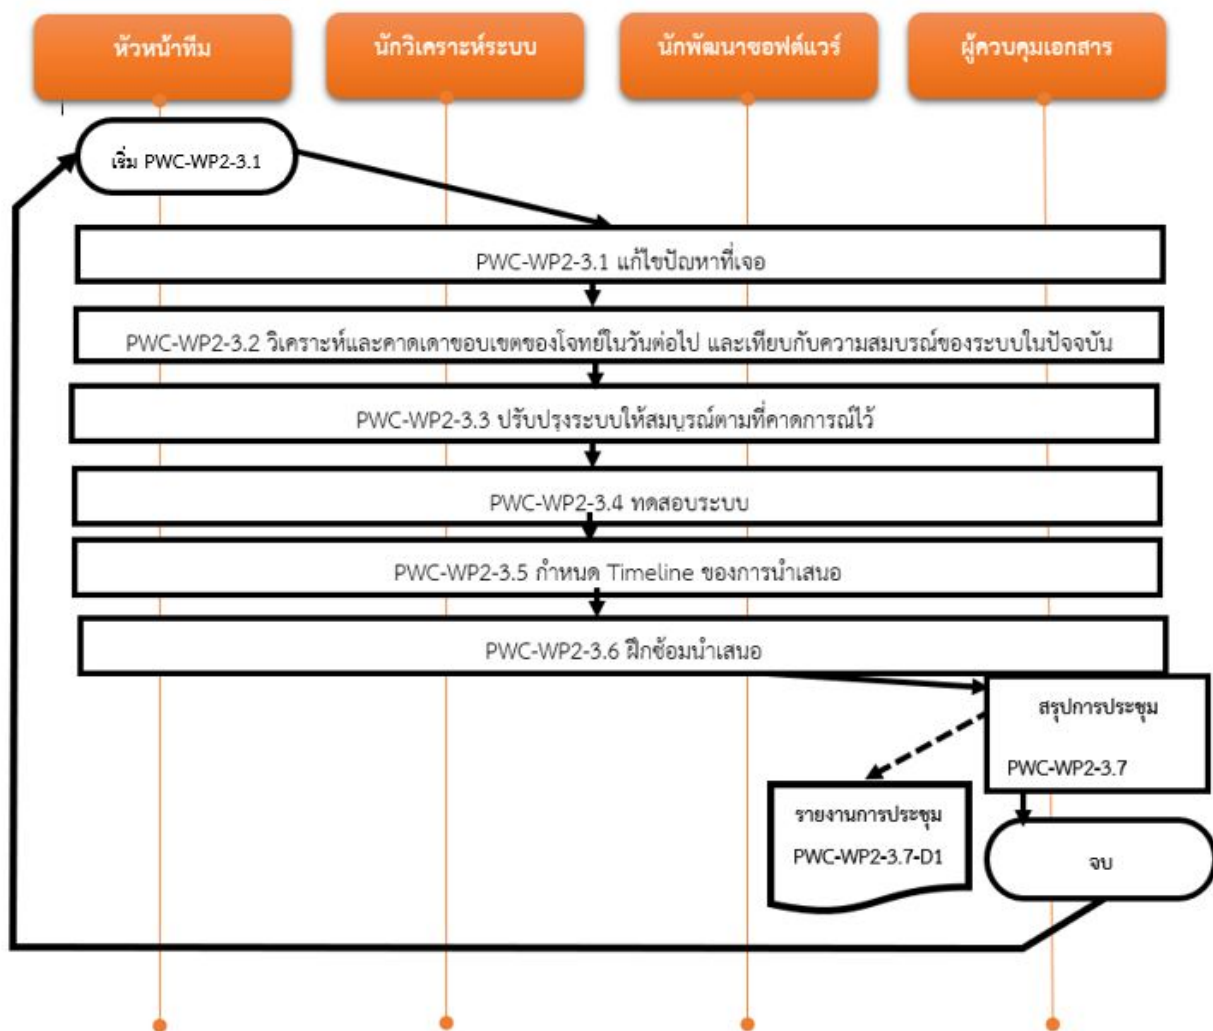 หัวหน้าทีม
นักวิเคราะห์ระบบ
นักพัฒนาซอฟต์แวร์
ผู้ควบคุมเอกสาร
เริ่ม PWC-WP2-3.1
PWC-WP2-3.1 แก้ไขปัญหาที่เจอ
PWC-WP2-3.2 วิเคราะห์และคาดเดาขอบเขตของโจทย์ในวันต่อไป และเทียบกับความสมบรณ์ของระบบในปัจจบัน
PWC-WP2-3.3 ปรับปรุงระบบให้สมบูรณ์ตามที่คาดการณ์ไว้
PWC-WP2-3.4 ทดสอบระบบ
PWC-WP2-3.5 กำหนด Timeline ของการนำเสนอ
PWC-WP2-3.6 ฝึกซ้อมนำเสนอ
สรุปการประชุม
PWC-WP2-3.7
รายงานการประชุม
PWC-WP2-3.7-D1
จบ